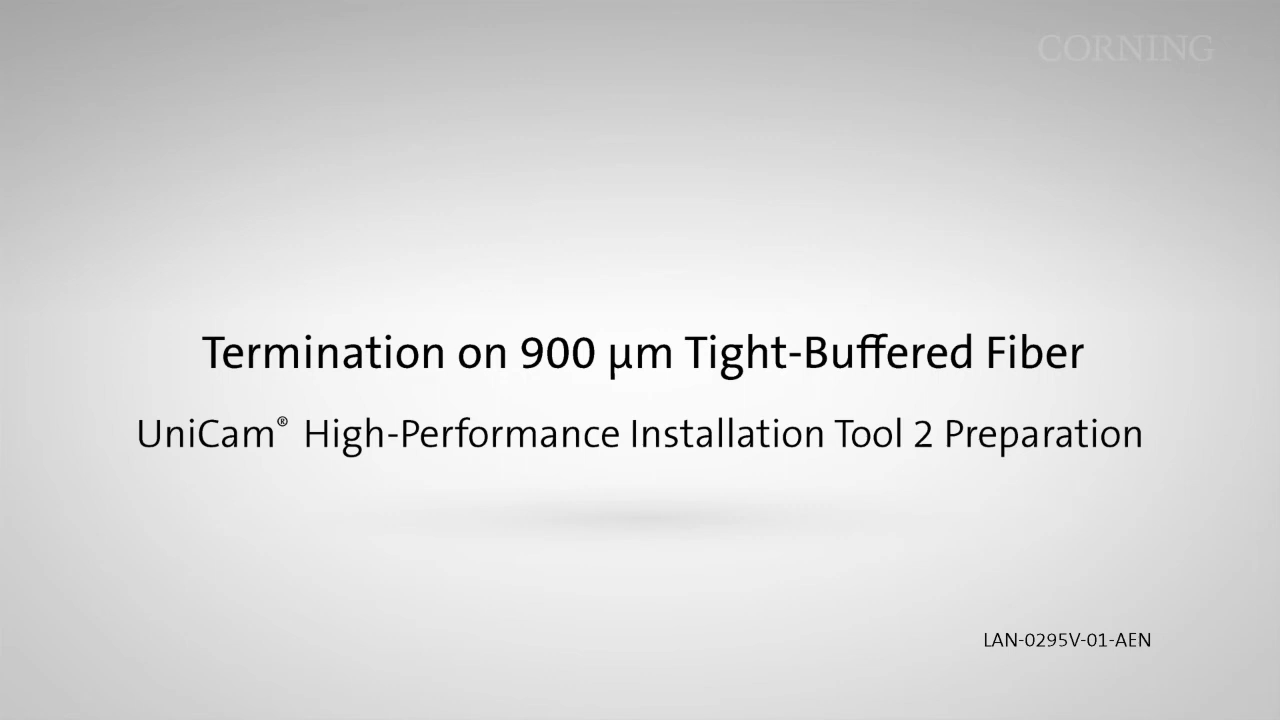 CORNING
Termination on 900 µm Tight-Buffered Fiber
UniCam® High-Performance Installation Tool 2 Preparation
LAN-0295V-01-AEN